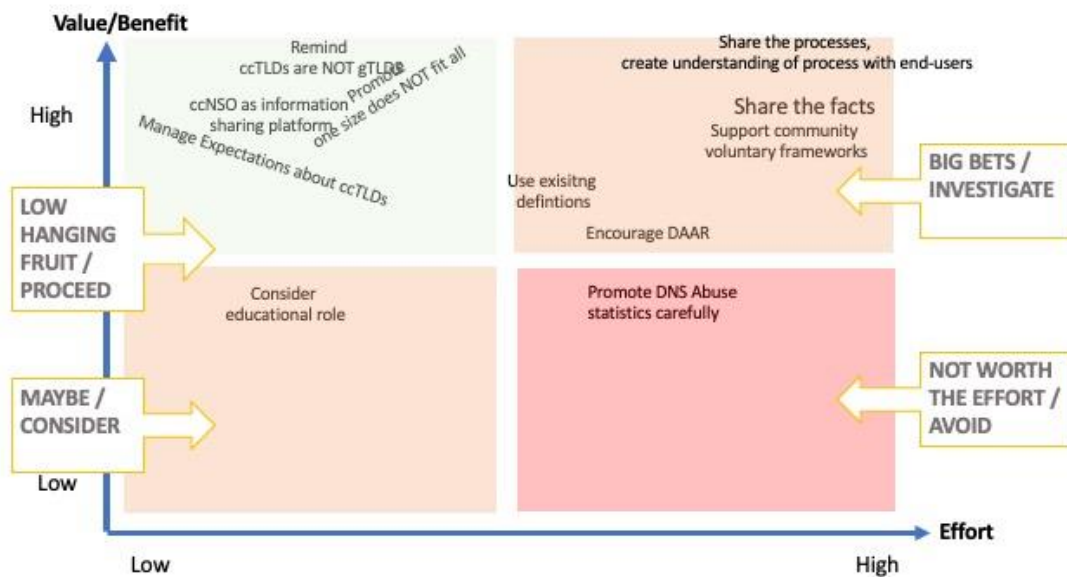 Value/Benefit
High
Low
Remind
ccTLDs are NOT gTLDs
Promote
one size does NOT fit all
ccNSO as information
sharing platform
Manage Expectations about ccTLDs
Share the processes,
create understanding of process with end-users
Share the facts
Support community
voluntary frameworks
Use exisitng
defintions
Encourage DAAR
LOW
HANGING
FRUIT /
PROCEED
BIG BETS /
INVESTIGATE
Consider
educational role
Promote DNS Abuse
statistics carefully
MAYBE /
CONSIDER
NOT WORTH
THE EFFORT /
AVOID
Effort
Low
High